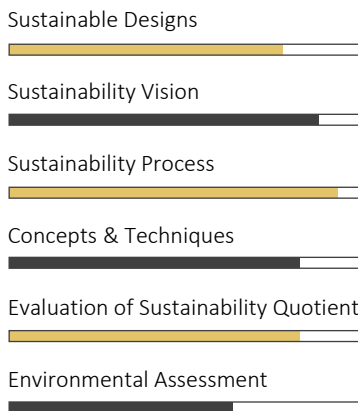 Sustainable Designs
Sustainability Vision
Sustainability Process
Concepts & Techniques
Evaluation of Sustainability Quotient
Environmental Assessment